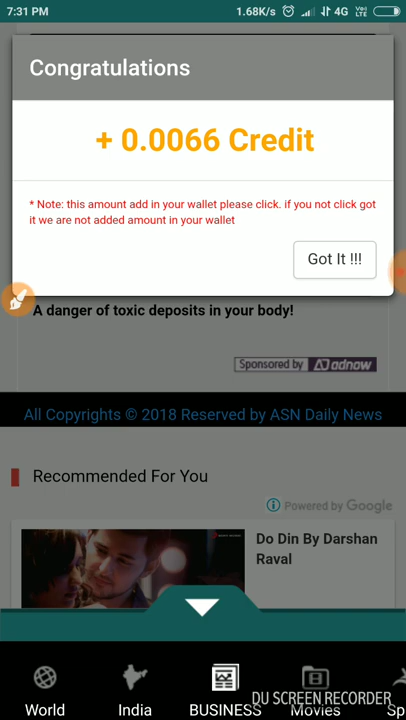 7:31 PM
1.68K/s
4G
VoLTE
Congratulations
+ 0.0066 Credit
* Note: this amount add in your wallet please click. if you not click got
it we are not added amount in your wallet
Got It !!!
A danger of toxic deposits in your body!
Sponsored by adnow
All Copyrights © 2018 Reserved by ASN Daily News
Recommended For You
Powered by Google
Do Din By Darshan
Raval
World
India
BUSINESS
Movies
Sp
DU SCREEN RECORDER